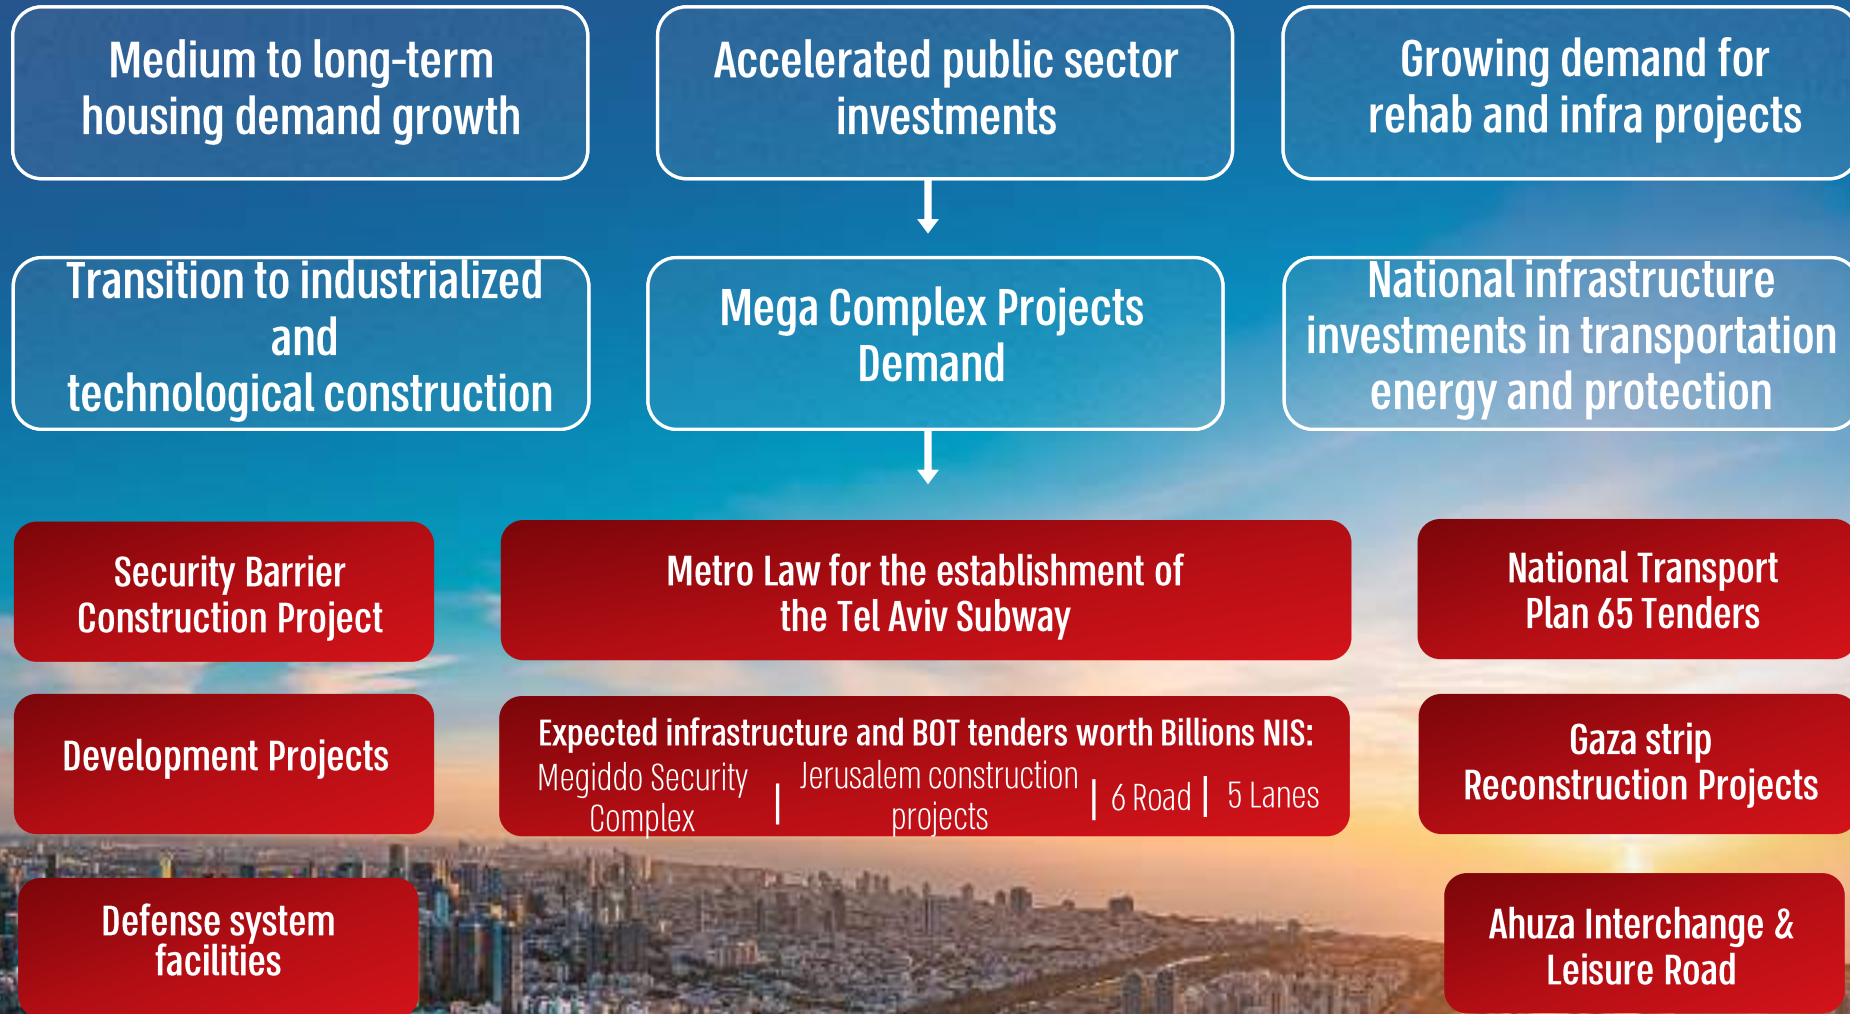 Medium to long-term
housing demand growth
Accelerated public sector
investments
Growing demand for
rehab and infra projects
Transition to industrialized
and
technological construction
Mega Complex Projects
Demand
National infrastructure
investments in transportation
energy and protection
Security Barrier
Construction Project
Metro Law for the establishment of
the Tel Aviv Subway
National Transport
Plan 65 Tenders
Development Projects
Expected infrastructure and BOT tenders worth Billions NIS:
Megiddo Security
Complex
Jerusalem construction
projects
6 Road
5 Lanes
Gaza strip
Reconstruction Projects
Defense system
facilities
Ahuza Interchange &
Leisure Road